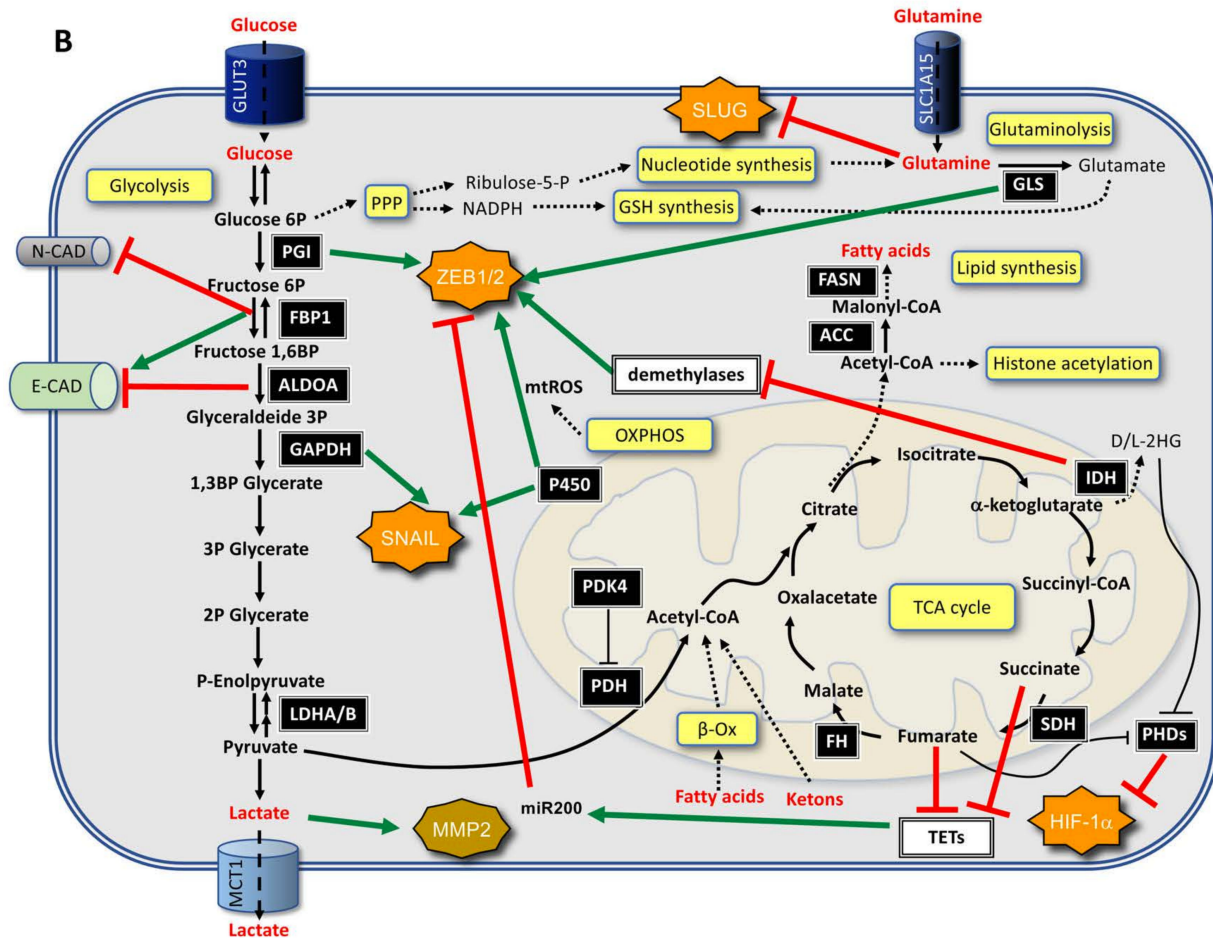 B
Glucose
Glutamine
GLUT3
SLC1A15
SLUG
Glutaminolysis
Glucose
Nucleotide synthesis
Glutamine
Glutamate
Glycolysis
Ribulose-5-P
GLS
PPP
NADPH
GSH synthesis
Glucose 6P
N-CAD
PGI
ZEB1/2
Fatty acids
Lipid synthesis
FASN
Fructose 6P
Malonyl-CoA
FBP1
ACC
Fructose 1,6BP
Acetyl-CoA
Histone acetylation
E-CAD
ALDOA
demethylases
mtROS
Glyceraldeide 3P
OXPHOS
D/L-2HG
GAPDH
Isocitrate
IDH
1,3BP Glycerate
P450
Citrate
α-ketoglutarate
SNAIL
3P Glycerate
PDK4
Succinyl-CoA
Oxalacetate
TCA cycle
2P Glycerate
Acetyl-CoA
Succinate
P-Enolpyruvate
PDH
Malate
LDHA/B
β-Ox
FH
Fumarate
SDH
PHDs
Pyruvate
Fatty acids
Ketons
miR200
Lactate
MMP2
TETs
HIF-1α
MCT1
Lactate